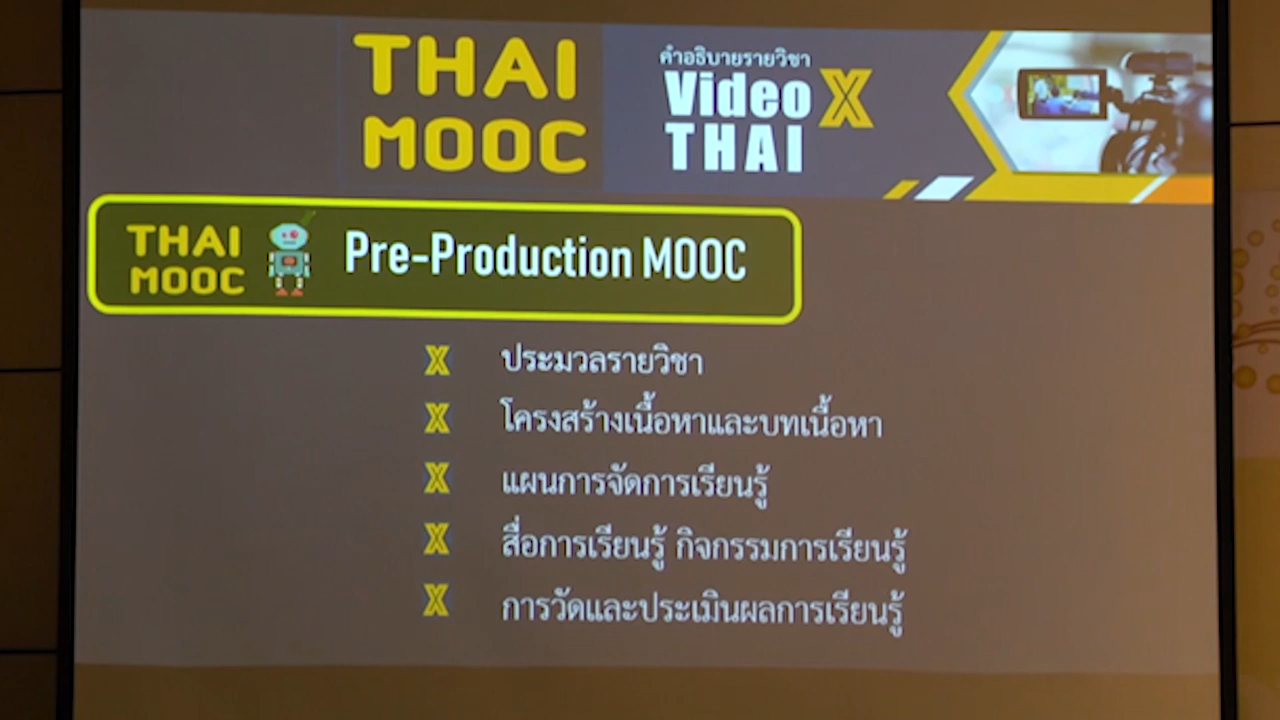 THAI
MOOC
คำอธิบายรายวิชา
Video X
THAI
THAI
MOOC
Pre-Production MOOC
X ประมวลรายวิชา
X โครงสร้างเนื้อหาและบทเนื้อหา
X แผนการจัดการเรียนรู้
X สื่อการเรียนรู้ กิจกรรมการเรียนรู้
X การวัดและประเมินผลการเรียนรู้